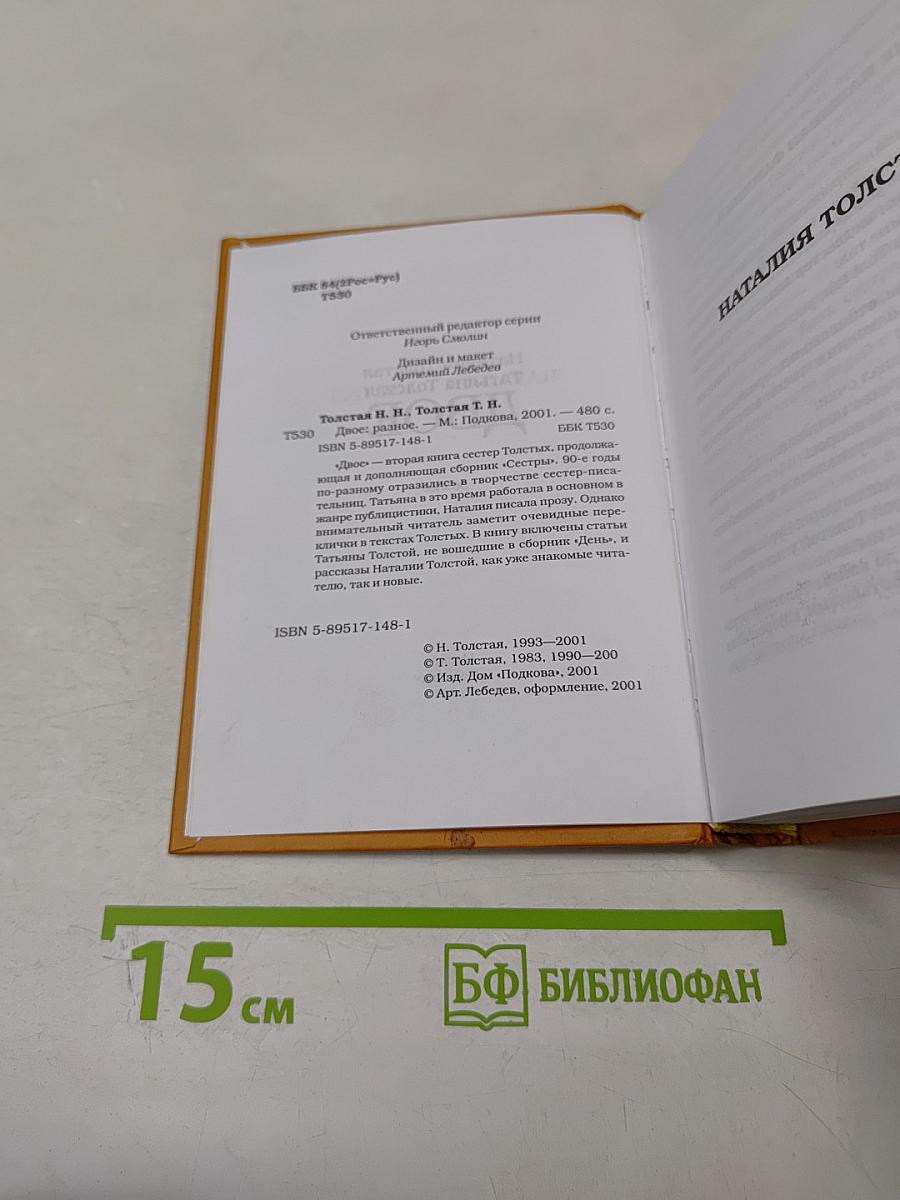 ББК 84(2Рос=Рус)
Т530
Ответственный редактор серии
Игорь Смолин
Дизайн и макет
Артемий Лебедев
Толстая Н. Н., Толстая Т. Н.
Т530 Двое: разное. — М.: Подкова, 2001. — 480 с.
ISBN 5-89517-148-1 ББК Т530
«Двое» — вторая книга сестер Толстых, продолжа-
ющая и дополняющая сборник «Сестры». 90-е годы
по-разному отразились в творчестве сестер-писа-
тельниц. Татьяна в это время работала в основном в
жанре публицистики, Наталия писала прозу. Однако
внимательный читатель заметит очевидные пере-
клички в текстах Толстых. В книгу включены статьи
Татьяны Толстой, не вошедшие в сборник «День», и
рассказы Наталии Толстой, как уже знакомые чита-
телю, так и новые.
ISBN 5-89517-148-1
© Н. Толстая, 1993—2001
© Т. Толстая, 1983, 1990—200
© Изд. Дом «Подкова», 2001
© Арт. Лебедев, оформление, 2001
НАТАЛИЯ ТОЛСТ
15 см
БФ БИБЛИОФАН